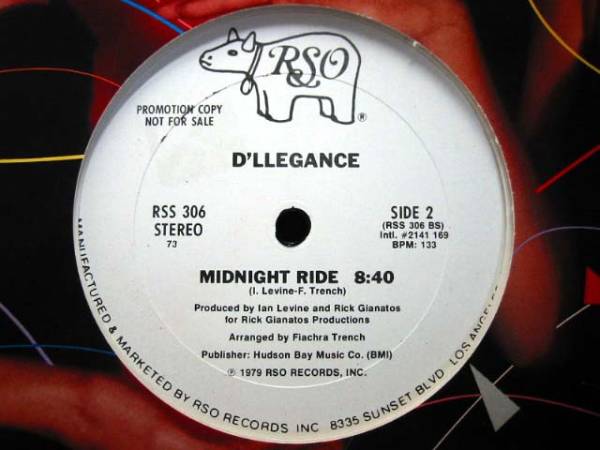 RSO
®
PROMOTION COPY
NOT FOR SALE
D'LLEGANCE
RSS 306
STEREO
73
SIDE 2
(RSS 306 BS)
Intl. #2141 169
BPM: 133
MIDNIGHT RIDE 8:40
(I. Levine-F. Trench)
Produced by Ian Levine and Rick Gianatos
for Rick Gianatos Productions
Arranged by Fiachra Trench
Publisher: Hudson Bay Music Co. (BMI)
℗ 1979 RSO RECORDS, INC.
MANUFACTURED & MARKETED BY RSO RECORDS INC 8335 SUNSET BLVD LOS ANGELES